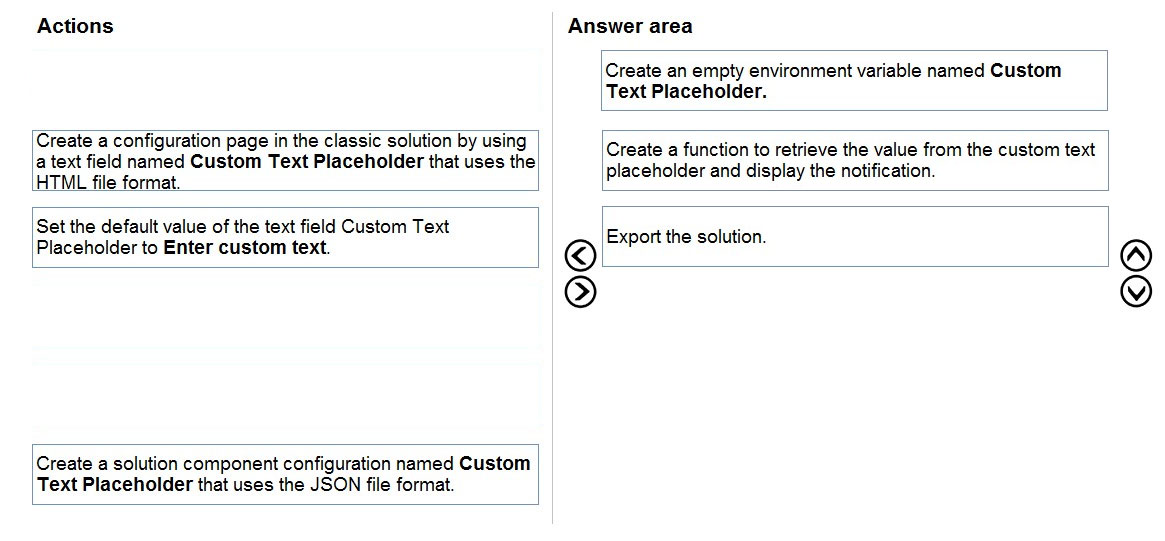 Actions
Answer area
Create an empty environment variable named Custom
Text Placeholder.
Create a configuration page in the classic solution by using
a text field named Custom Text Placeholder that uses the
HTML file format.
Create a function to retrieve the value from the custom text
placeholder and display the notification.
Set the default value of the text field Custom Text
Placeholder to Enter custom text.
Export the solution.
Create a solution component configuration named Custom
Text Placeholder that uses the JSON file format.